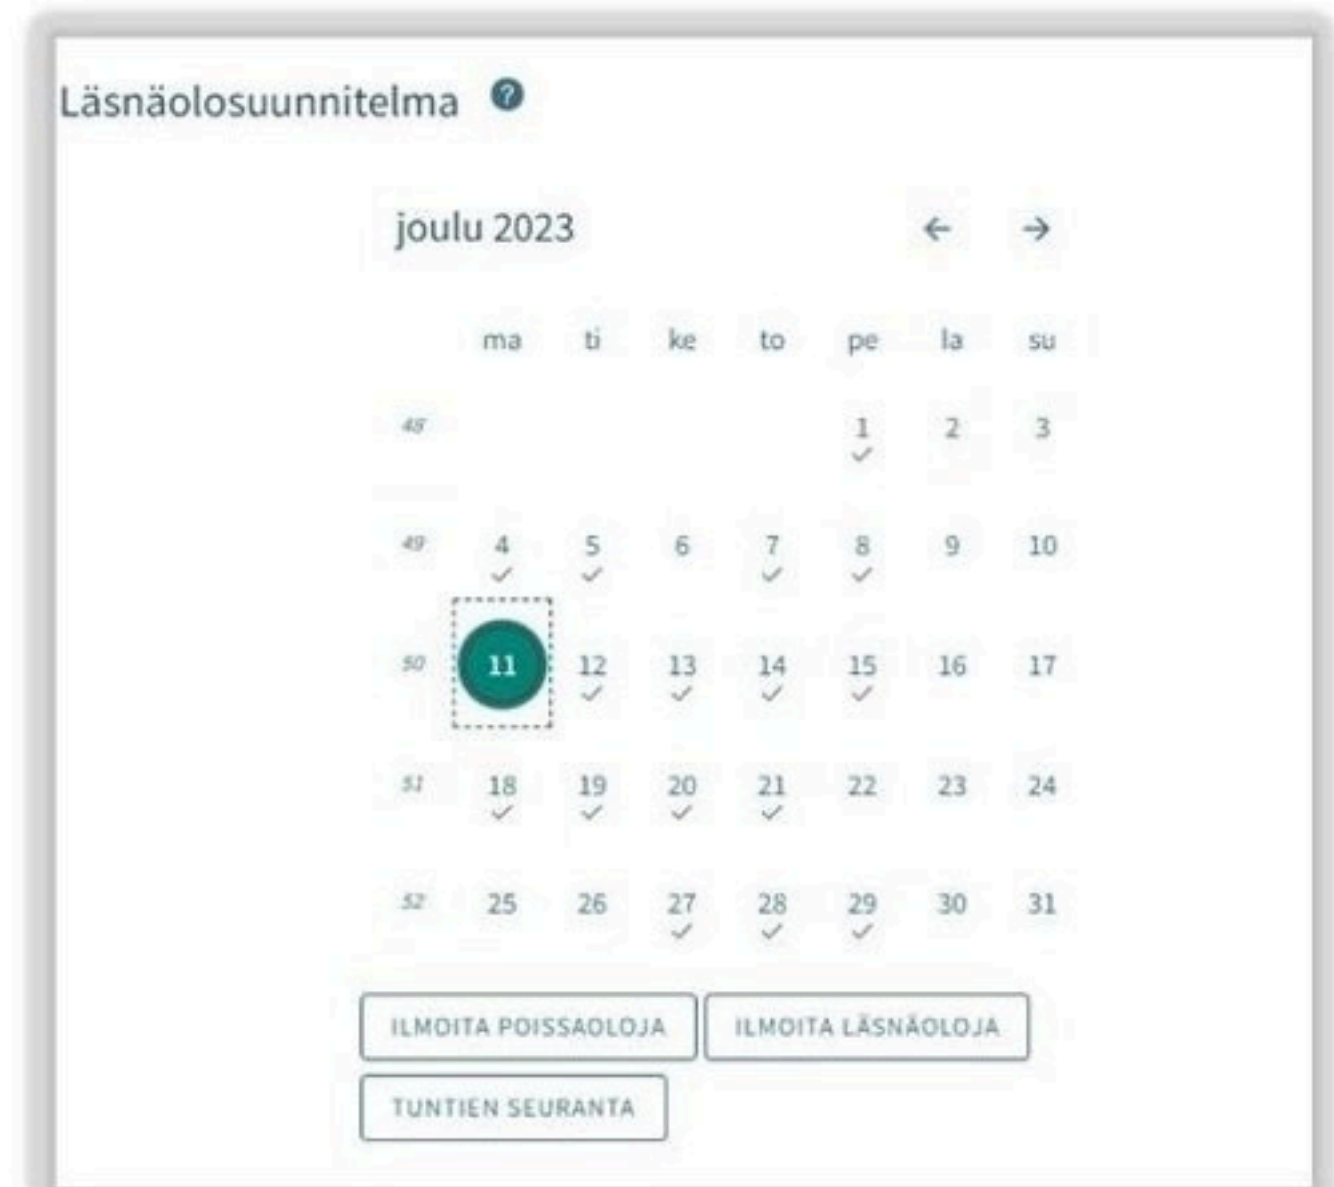 Läsnäolosuunnitelma ?
joulu 2023 ← →
ma ti ke to pe la su
48 1 2 3
49 4 5 6 7 8 9 10
50 11 12 13 14 15 16 17
51 18 19 20 21 22 23 24
52 25 26 27 28 29 30 31
ILMOITA POISSAOLOJA ILMOITA LÄSNÄOLOJA
TUNTIEN SEURANTA